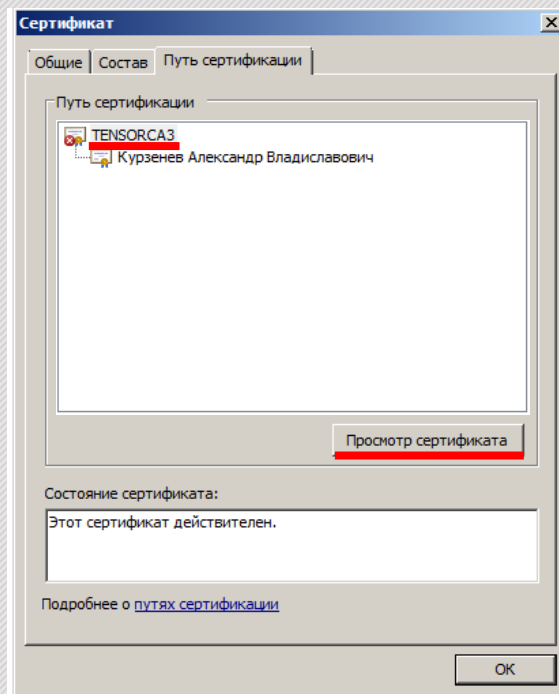 Сертификат
Общие Состав Путь сертификации
Путь сертификации
TENSORCA3
Курзенев Александр Владиславович
Просмотр сертификата
Состояние сертификата:
Этот сертификат действителен.
Подробнее о путях сертификации
ОК